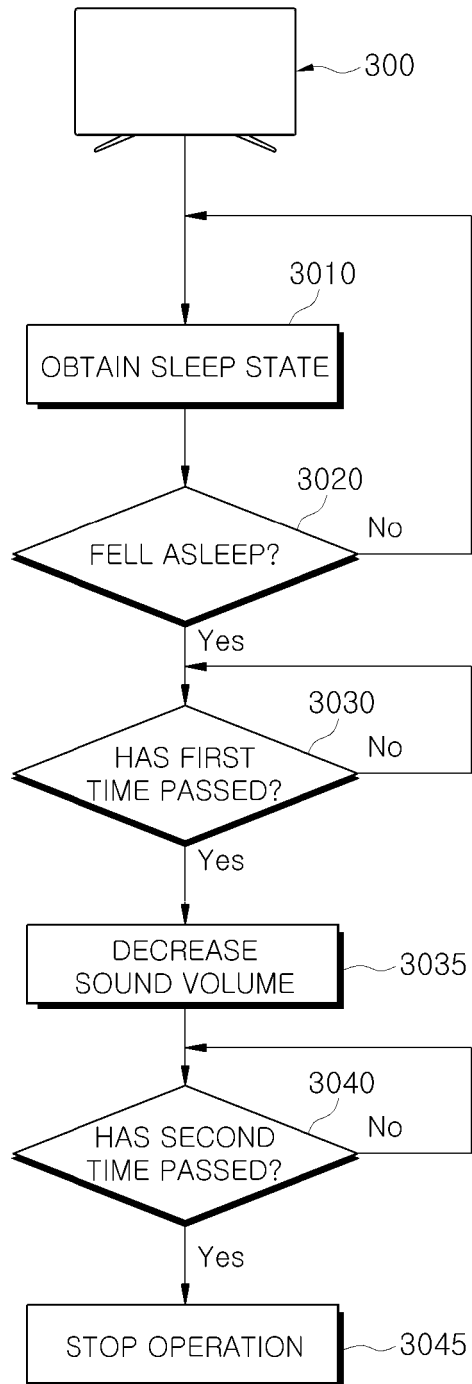 300
3010
OBTAIN SLEEP STATE
3020
FELL ASLEEP?
No
Yes
3030
HAS FIRST
TIME PASSED?
No
Yes
DECREASE
SOUND VOLUME
3035
3040
HAS SECOND
TIME PASSED?
No
Yes
STOP OPERATION
3045